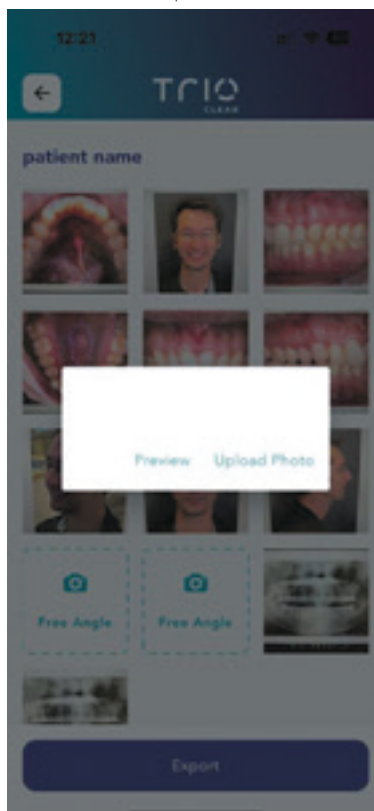 12:21
TRIO
CLEAR
patient name
Preview Upload Photo
Free Angle Free Angle
Export